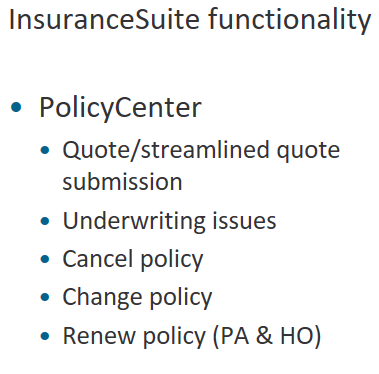 InsuranceSuite functionality
• PolicyCenter
• Quote/streamlined quote
submission
• Underwriting issues
• Cancel policy
• Change policy
• Renew policy (PA & HO)